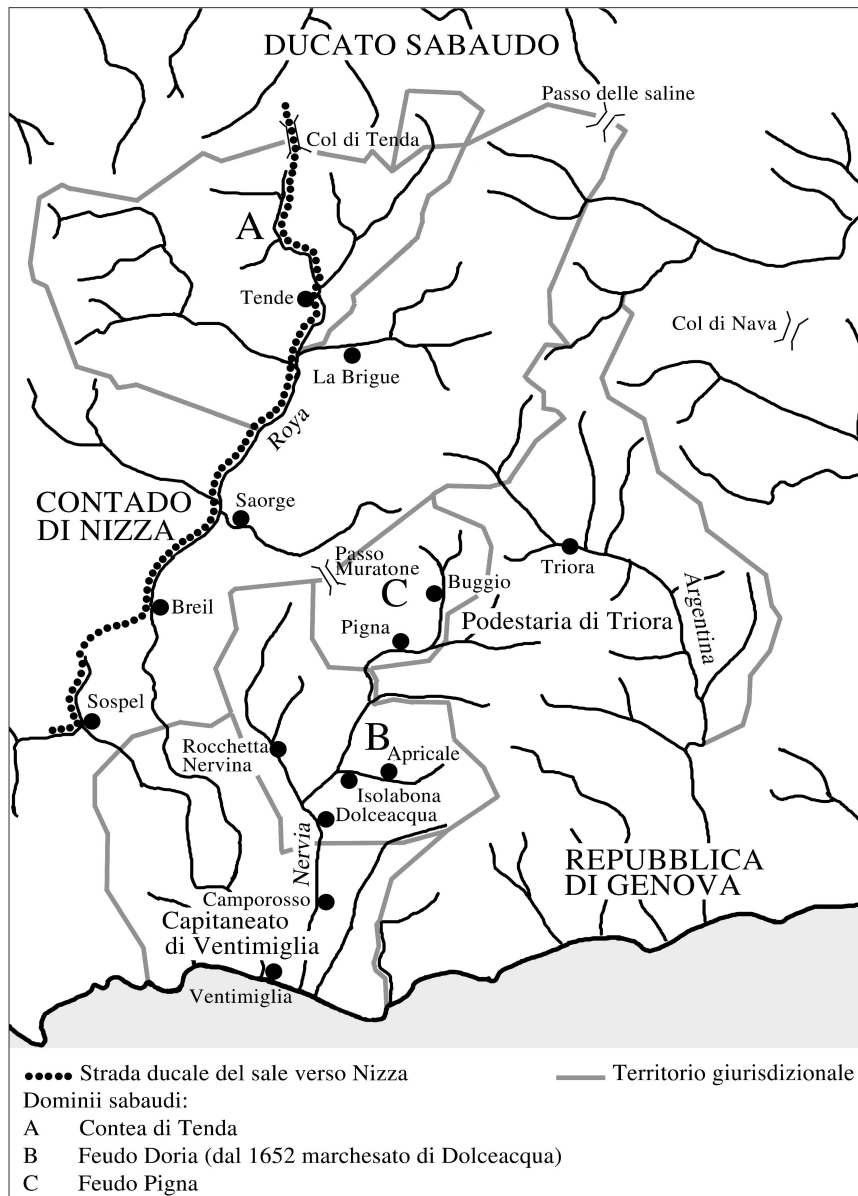 DUCATO SABAUDO
Passo delle saline
Col di Tenda
A
Tende
Col di Nava
La Brigue
Roya
CONTADO
DI NIZZA
Saorge
Passo
Muratone
Triora
C
Buggio
Argentina
Breil
Pigna
Podestaria di Triora
Sospel
B
Rocchetta
Nervina
Apricale
Isolabona
Dolceacqua
Nervia
REPUBBLICA
DI GENOVA
Camporosso
Capitaneato
di Ventimiglia
Ventimiglia
Strada ducale del sale verso Nizza
Territorio giurisdizionale
Dominii sabaudi:
A Contea di Tenda
B Feudo Doria (dal 1652 marchesato di Dolceacqua)
C Feudo Pigna